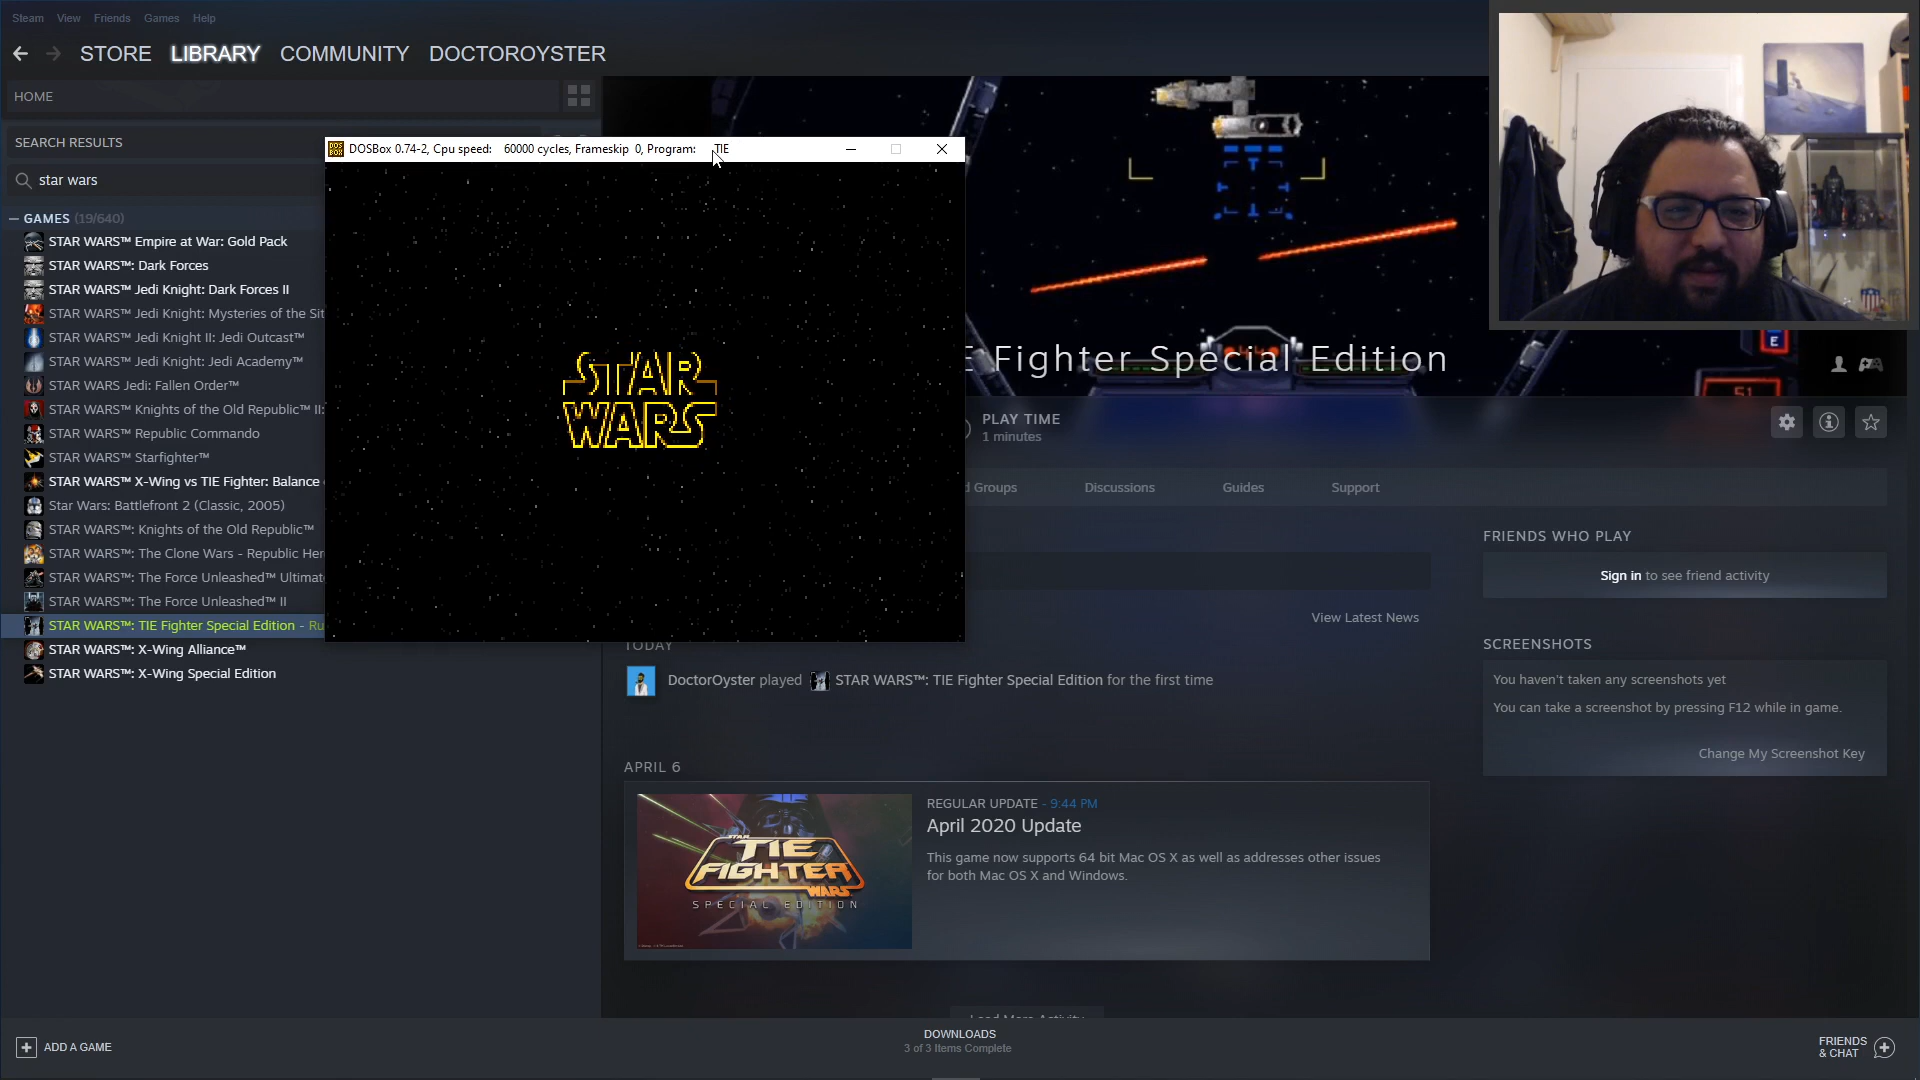 Steam View Friends Games Help
STORE LIBRARY COMMUNITY DOCTOROYSTER
HOME
SEARCH RESULTS
star wars
GAMES (19/640)
STAR WARS™ Empire at War: Gold Pack
STAR WARS™: Dark Forces
STAR WARS™ Jedi Knight: Dark Forces II
STAR WARS™ Jedi Knight: Mysteries of the Sit
STAR WARS™ Jedi Knight II: Jedi Outcast™
STAR WARS™ Jedi Knight: Jedi Academy™
STAR WARS Jedi: Fallen Order™
STAR WARS™ Knights of the Old Republic™ II:
STAR WARS™ Republic Commando
STAR WARS™ Starfighter™
STAR WARS™ X-Wing vs TIE Fighter: Balance
Star Wars: Battlefront 2 (Classic, 2005)
STAR WARS™: Knights of the Old Republic™
STAR WARS™: The Clone Wars - Republic Her
STAR WARS™: The Force Unleashed™ Ultimat
STAR WARS™: The Force Unleashed™ II
STAR WARS™: TIE Fighter Special Edition - Ru
STAR WARS™: X-Wing Alliance™
STAR WARS™: X-Wing Special Edition
DOSBox 0.74-2, Cpu speed: 60000 cycles, Frameskip 0, Program: TIE
STAR
WARS
E Fighter Special Edition
E
51
PLAY TIME
1 minutes
d Groups Discussions Guides Support
View Latest News
TODAY
DoctorOyster played STAR WARS™: TIE Fighter Special Edition for the first time
APRIL 6
STAR
TIE
FIGHTER
WARS
SPECIAL EDITION
REGULAR UPDATE - 9:44 PM
April 2020 Update
This game now supports 64 bit Mac OS X as well as addresses other issues
for both Mac OS X and Windows.
Load More Activity
FRIENDS WHO PLAY
Sign in to see friend activity
SCREENSHOTS
You haven't taken any screenshots yet
You can take a screenshot by pressing F12 while in game.
Change My Screenshot Key
ADD A GAME
DOWNLOADS
3 of 3 Items Complete
FRIENDS
& CHAT